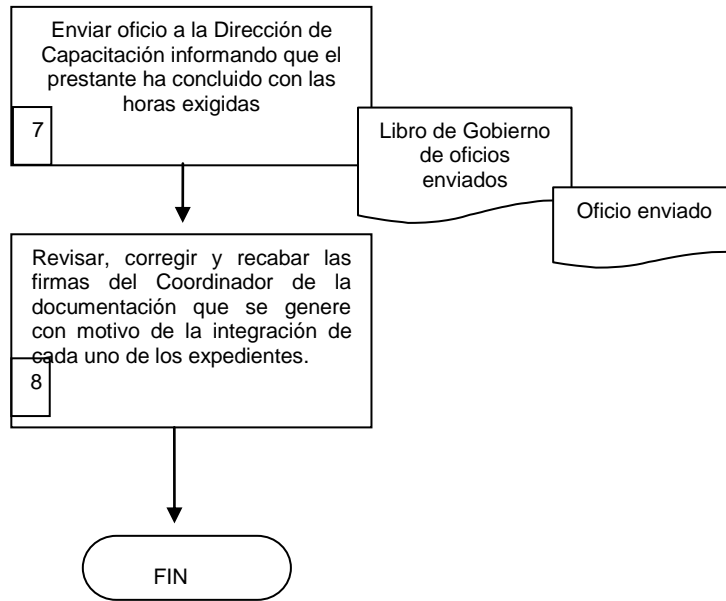 Enviar oficio a la Dirección de
Capacitación informando que el
prestante ha concluido con las
horas exigidas
7
Libro de Gobierno
de oficios
enviados
Oficio enviado
Revisar, corregir y recabar las
firmas del Coordinador de la
documentación que se genere
con motivo de la integración de
cada uno de los expedientes.
8
FIN